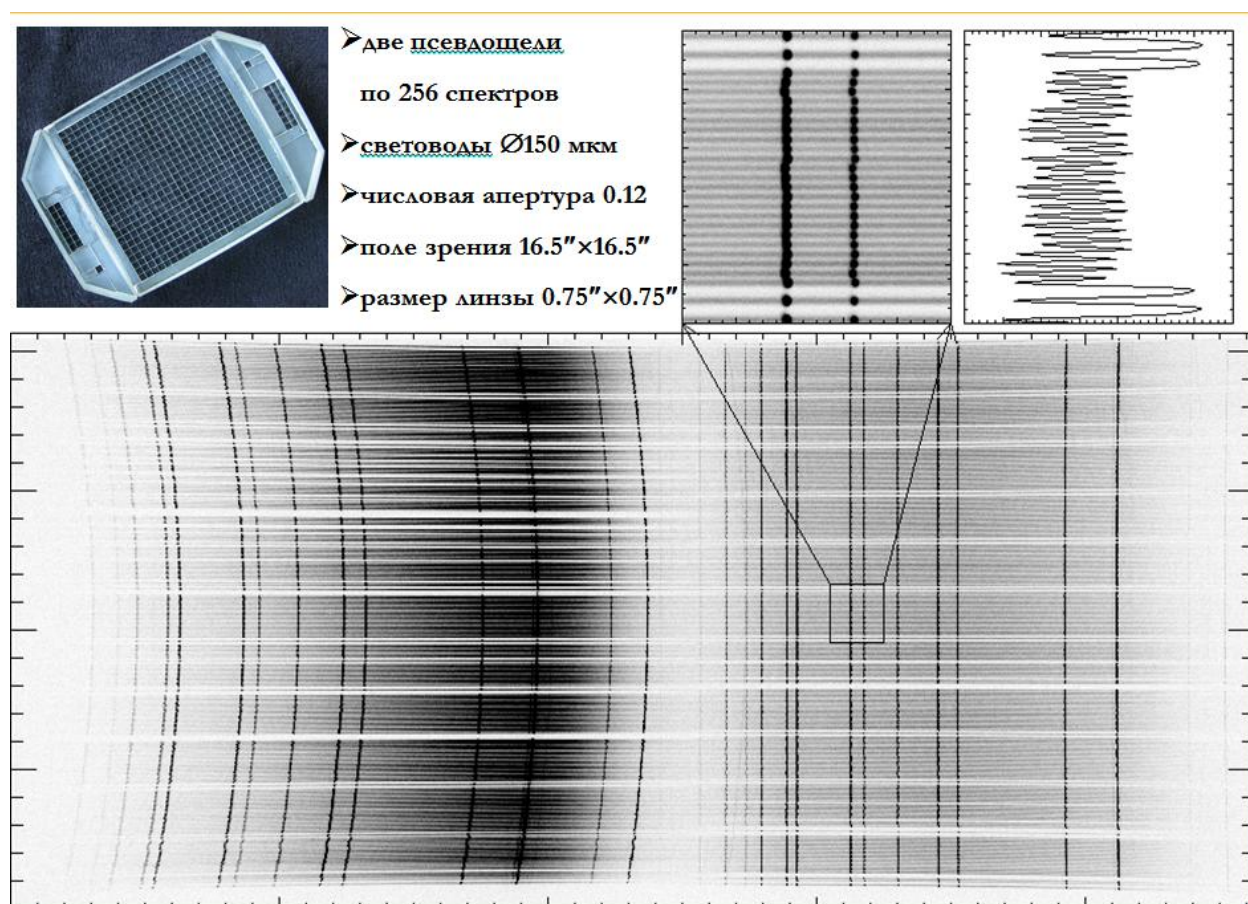 ➢две псевдощели
по 256 спектров
➢световоды Ø150 мкм
➢числовая апертура 0.12
➢поле зрения 16.5″×16.5″
➢размер линзы 0.75″×0.75″